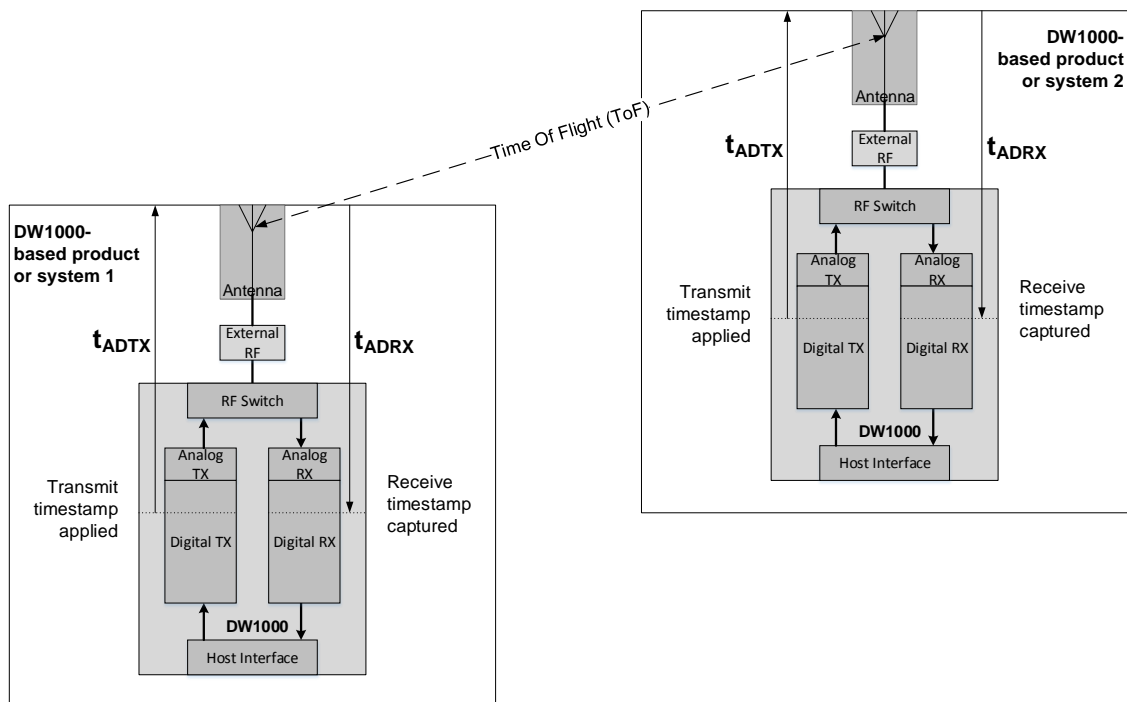 DW1000-
based product
or system 2
Antenna
External
RF
tADTX
tADRX
RF Switch
Analog
TX
Analog
RX
Transmit
timestamp
applied
Receive
timestamp
captured
Digital TX
Digital RX
DW1000
Host Interface
Time Of Flight (ToF)
DW1000-
based product
or system 1
Antenna
External
RF
tADTX
tADRX
RF Switch
Analog
TX
Analog
RX
Transmit
timestamp
applied
Receive
timestamp
captured
Digital TX
Digital RX
DW1000
Host Interface